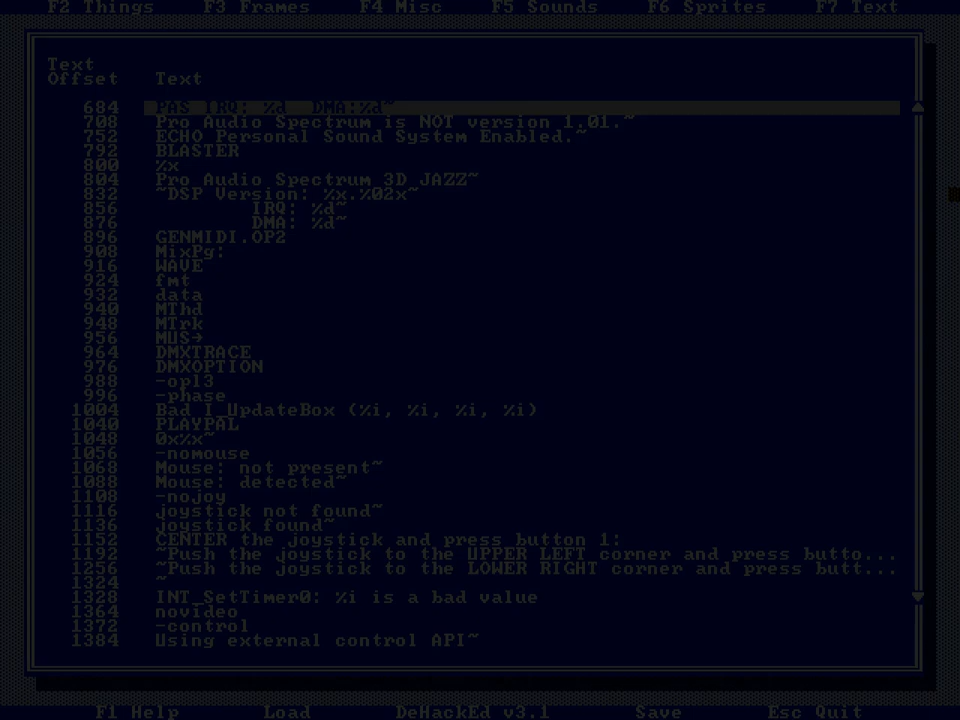 F2 Things F3 Frames F4 Misc F5 Sounds F6 Sprites F7 Text
Text
Offset Text
684 PAS IRQ: %d DMA:%d~
708 Pro Audio Spectrum is NOT version 1.01.~
752 ECHO Personal Sound System Enabled.~
792 BLASTER
800 %x
804 Pro Audio Spectrum 3D JAZZ~
832 ~DSP Version: %x.%02x~
856 IRQ: %d~
876 DMA: %d~
896 GENMIDI.OP2
908 MixPg:
916 WAVE
924 fmt
932 data
940 MThd
948 MTrk
956 MUS→
964 DMXTRACE
976 DMXOPTION
988 -opl3
996 -phase
1004 Bad I_UpdateBox (%i, %i, %i, %i)
1040 PLAYPAL
1048 0x%x~
1056 -nomouse
1068 Mouse: not present~
1088 Mouse: detected~
1108 -nojoy
1116 joystick not found~
1136 joystick found~
1152 CENTER the joystick and press button 1:
1192 ~Push the joystick to the UPPER LEFT corner and press butto...
1256 ~Push the joystick to the LOWER RIGHT corner and press butt...
1324 ~
1328 INT_SetTimer0: %i is a bad value
1364 novideo
1372 -control
1384 Using external control API~
F1 Help Load DeHackEd v3.1 Save Esc Quit